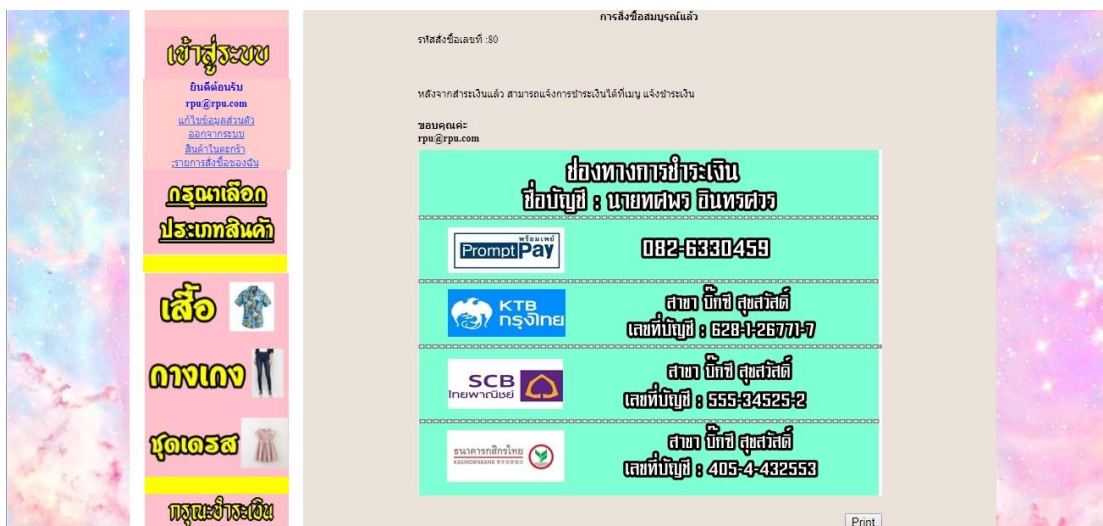 เข้าสู่ระบบ
ยินดีต้อนรับ
rpu@rpu.com
แก้ไขข้อมูลส่วนตัว
ออกจากระบบ
สินค้าในตะกร้า
;รายการสั่งซื้อของฉัน
กรุณาเลือก
ประเภทสินค้า
เสื้อ
กางเกง
ชุดเดรส
กรุณะชำระเงิน
การสั่งซื้อสมบูรณ์แล้ว
รหัสสั่งซื้อเลขที่ :80
หลังจากสำระเงินแล้ว สามารถแจ้งการชำระเงินได้ที่เมนู แจ้งชำระเงิน
ขอบคุณค่ะ
rpu@rpu.com
ช่องทางการชำระเงิน
ชื่อบัญชี : นายทศพร อินทรศวร
พร้อมเพย์
PromptPay
082-6330459
KTB
กรุงไทย
สาขา บิ๊กซี สุขสวัสดิ์
เลขที่บัญชี : 628-1-26771-7
SCB
ไทยพาณิชย์
สาขา บิ๊กซี สุขสวัสดิ์
เลขที่บัญชี : 555-34525-2
ธนาคารกสิกรไทย
KASIKORNBANK
สาขา บิ๊กซี สุขสวัสดิ์
เลขที่บัญชี : 405-4-432553
Print